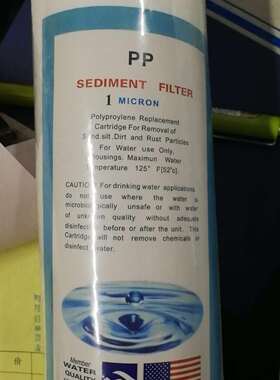 PP
SEDIMENT FILTER
1 MICRON
Polyproylene Replacement
Cartridge For Removal of
Sand.silt.,Dirt and Rust Particles
For Water use Only,
Housings. Maximun Water
Temperature 125° F[52°c].
CAUTION For drinking water applications
do not use where the water is
microbiologically unsafe or with water
of unknown quality without adequate
disinfection before or after the unit. This
Cartridge will not remove chemicals or
disinfect water.
Member
WATER
QUALITY